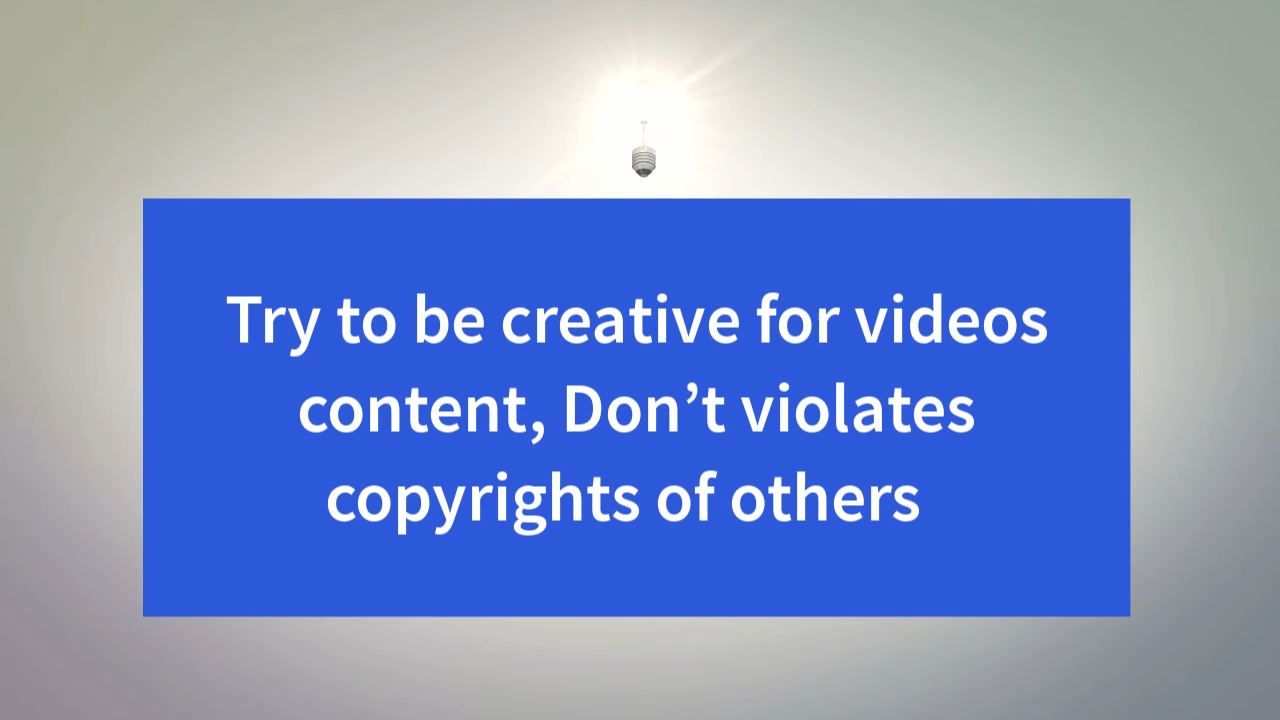 Try to be creative for videos
content, Don’t violates
copyrights of others